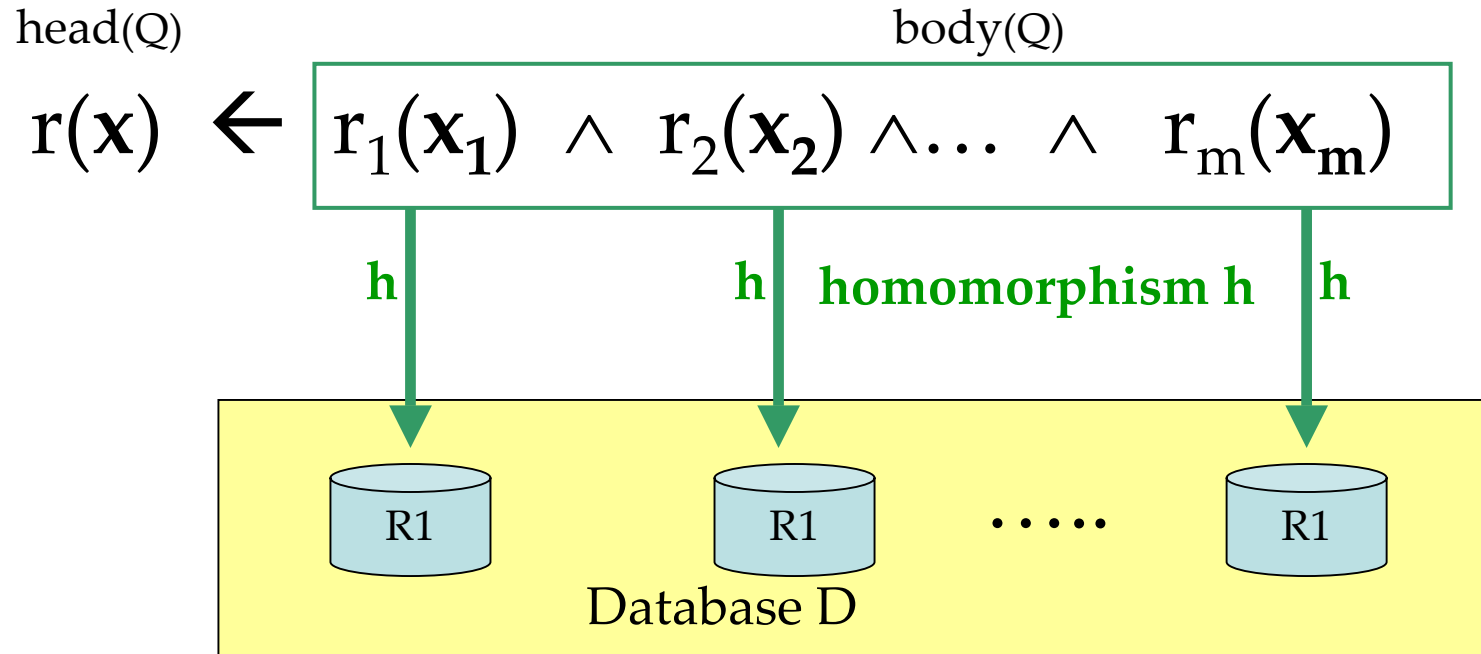 head(Q) body(Q)
r(x) ← r₁(x₁) ∧ r₂(x₂) ∧… ∧ rₘ(xₘ)
h h homomorphism h h
R1 R1 ..... R1
Database D